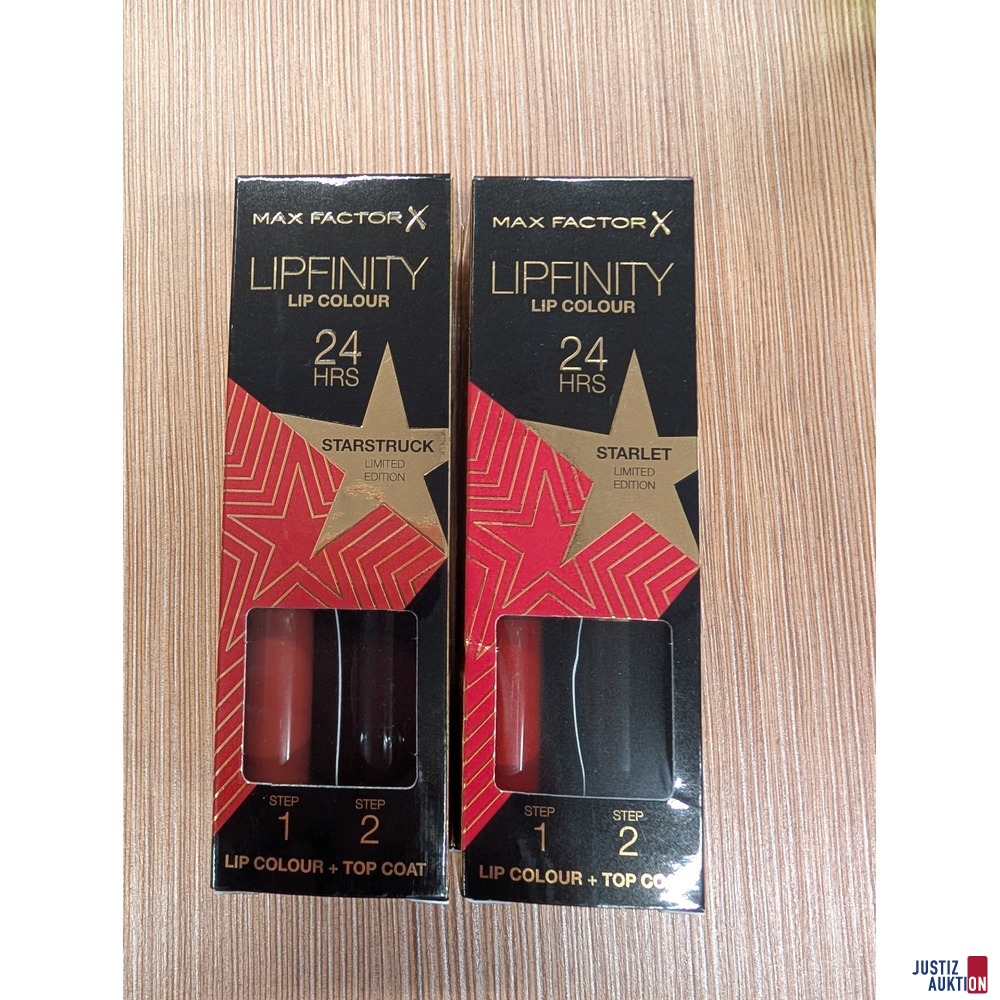 MAX FACTOR X
LIPFINITY
LIP COLOUR
24
HRS
STARSTRUCK
LIMITED
EDITION
STEP
1
STEP
2
LIP COLOUR + TOP COAT
MAX FACTOR X
LIPFINITY
LIP COLOUR
24
HRS
STARLET
LIMITED
EDITION
STEP
1
STEP
2
LIP COLOUR + TOP
JUSTIZ
AUKTION